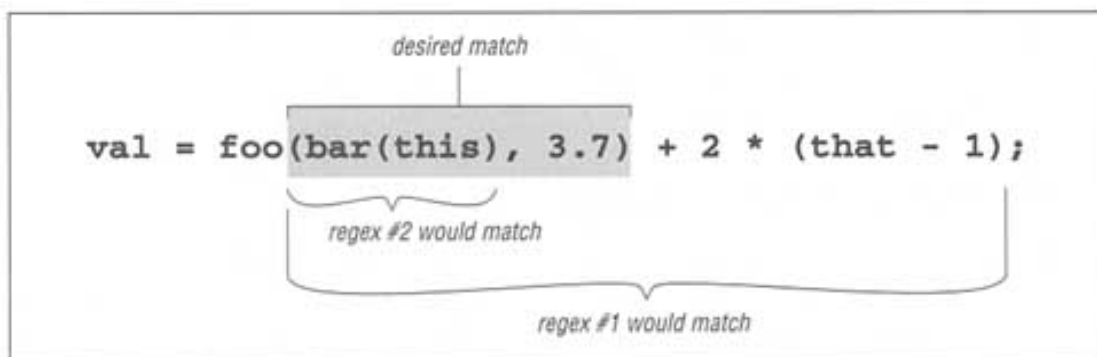 desired match
val = foo(bar(this), 3.7) + 2 * (that - 1);
regex #2 would match
regex #1 would match